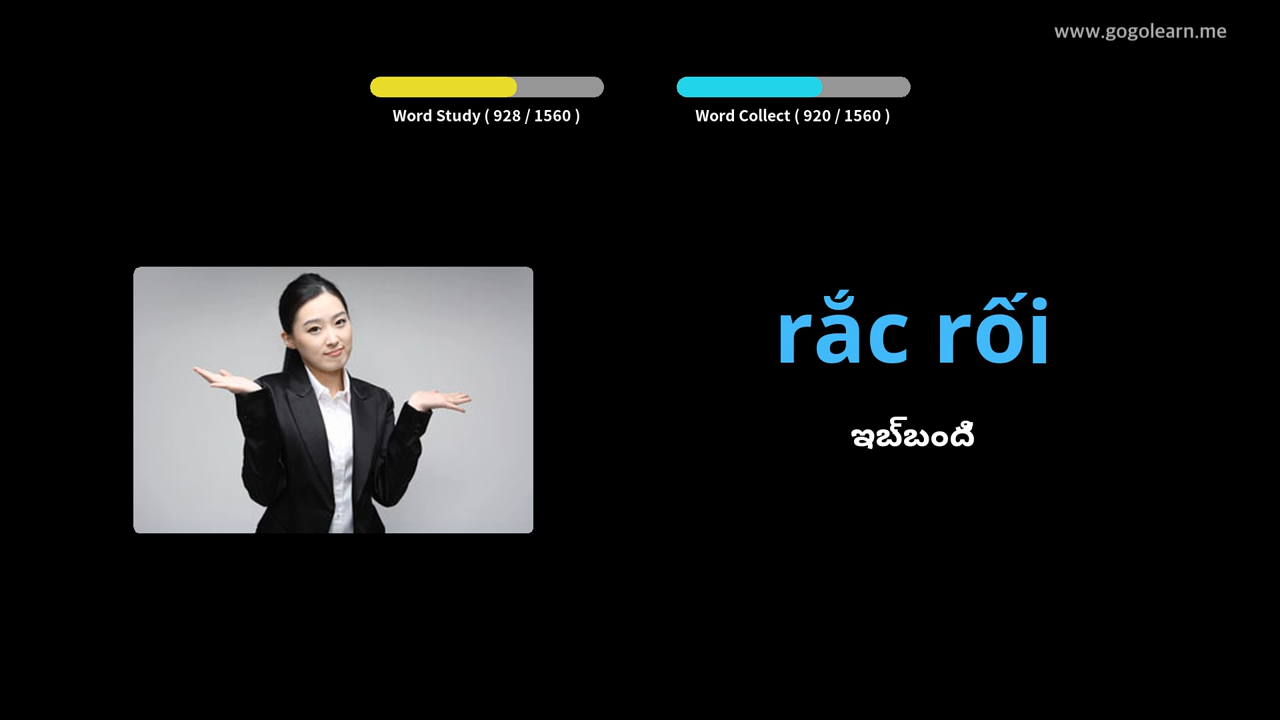 www.gogolearn.me
Word Study ( 928 / 1560 )
Word Collect ( 920 / 1560 )
rắc rối
ఇబ్బంది